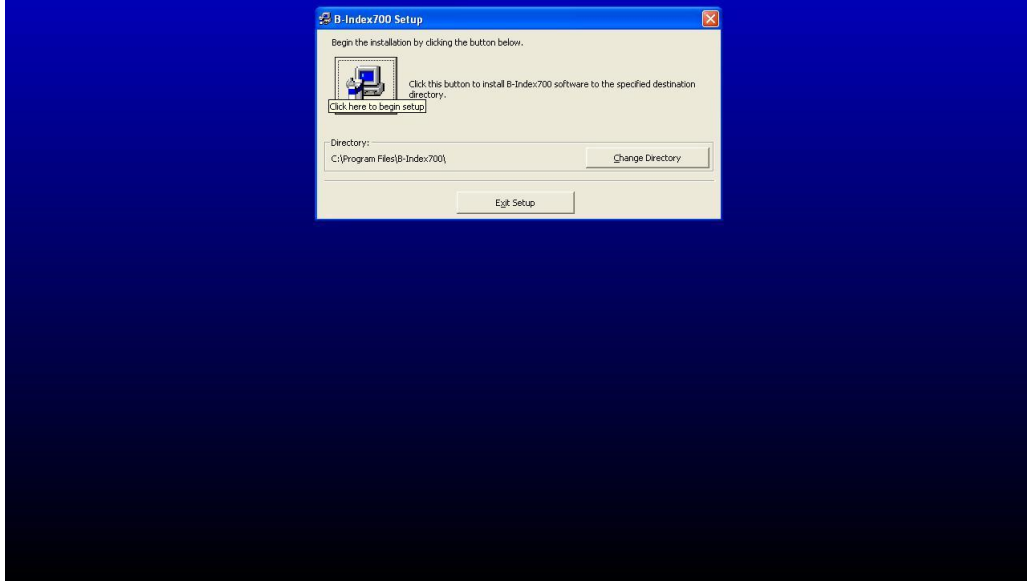 B-Index700 Setup
Begin the installation by clicking the button below.
Click this button to install B-Index700 software to the specified destination
directory.
Click here to begin setup
Directory:
C:\Program Files\B-Index700\
Change Directory
Exit Setup